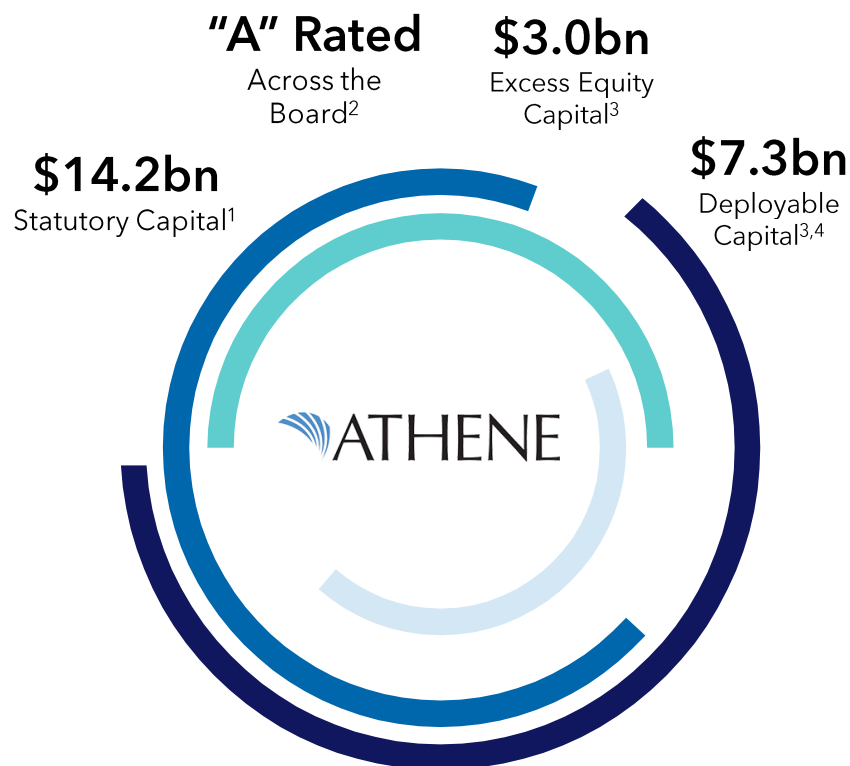 “A” Rated
Across the
Board2
$3.0bn
Excess Equity
Capital3
$14.2bn
Statutory Capital1
$7.3bn
Deployable
Capital3,4
ATHENE